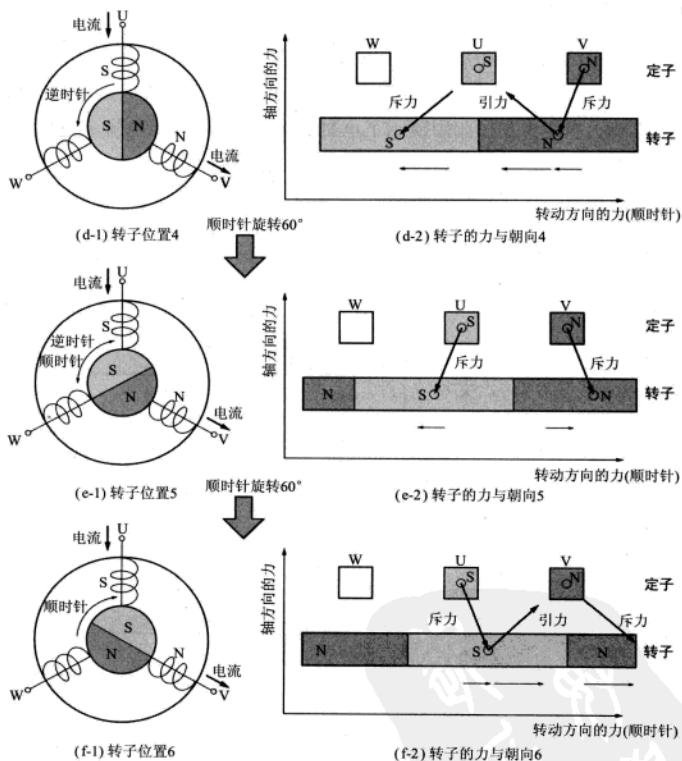 电流
U
S
逆时针
S N
N
W
电流
V
(d-1) 转子位置4
轴方向的力
W U V
S N
定子
斥力 引力 斥力
转子
S N
转动方向的力(顺时针)
(d-2) 转子的力与朝向4
顺时针旋转60°
U
电流
S
逆时针
顺时针
S
N
N
电流
W
V
(e-1) 转子位置5
轴方向的力
W U V
S N
定子
斥力 斥力
转子
N S N
转动方向的力(顺时针)
(e-2) 转子的力与朝向5
顺时针旋转60°
U
电流
S
顺时针
S
N
N
电流
W
V
(f-1) 转子位置6
轴方向的力
W U V
S N
定子
斥力 引力 斥力
转子
N S N
转动方向的力(顺时针)
(f-2) 转子的力与朝向6